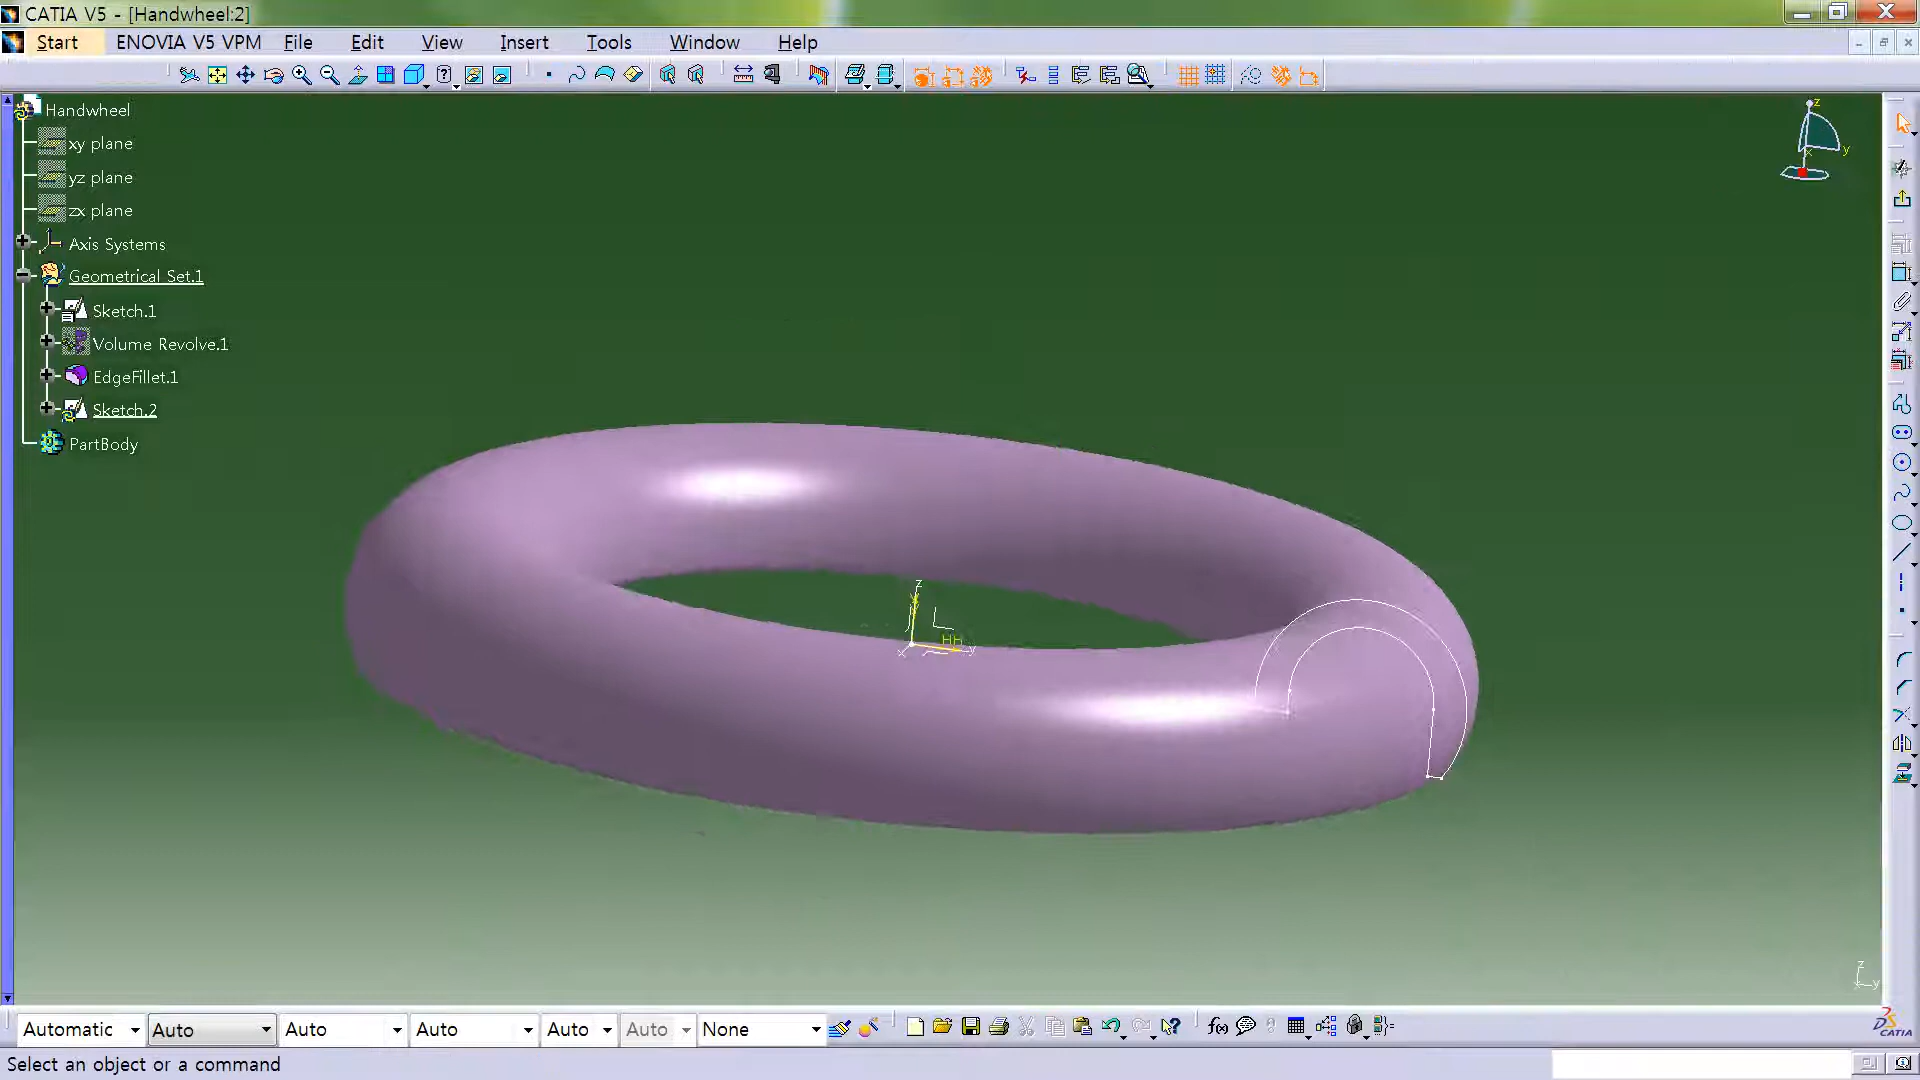 CATIA V5 - [Handwheel:2]
Start ENOVIA V5 VPM File Edit View Insert Tools Window Help
Handwheel
xy plane
yz plane
zx plane
Axis Systems
Geometrical Set.1
Sketch.1
Volume Revolve.1
EdgeFillet.1
Sketch.2
PartBody
z
y
x
z
HH
x
y
z
y
Automatic Auto Auto Auto Auto Auto None
f(x)
CATIA
Select an object or a command